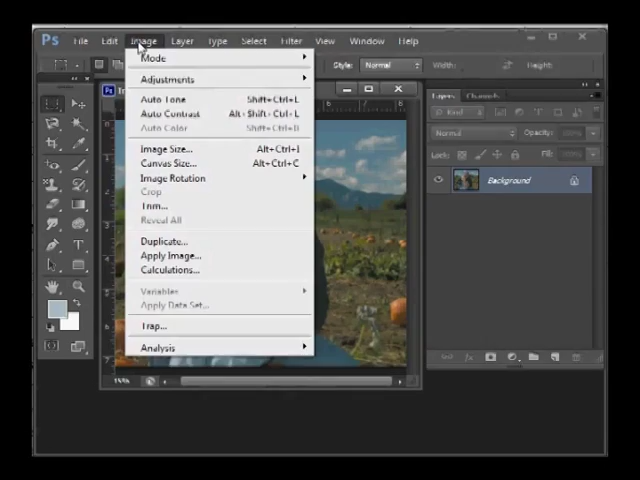 Ps File Edit Image Layer Type Select Filter View Window Help
Mode
Style: Normal Width: Height:
Adjustments
Auto Tone Shift+Ctrl+L
Auto Contrast Alt+Shift+Ctrl+L
Auto Color Shift+Ctrl+B
Image Size... Alt+Ctrl+I
Canvas Size... Alt+Ctrl+C
Image Rotation
Crop
Trim...
Reveal All
Duplicate...
Apply Image...
Calculations...
Variables
Apply Data Set...
Trap...
Analysis
Layers Channels
Kind
Normal Opacity:
Lock: Fill:
Background